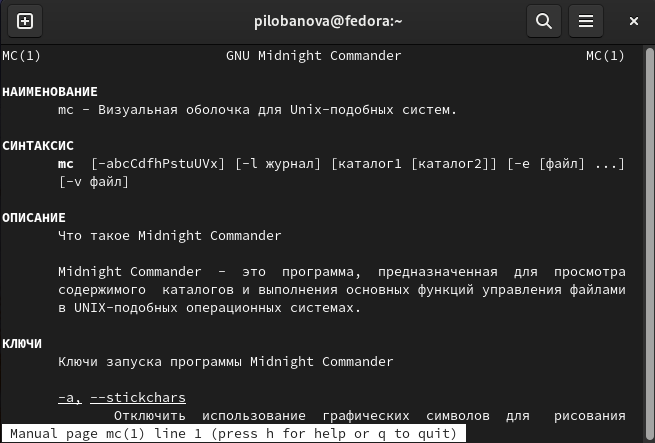 pilobanova@fedora:~
MC(1) GNU Midnight Commander MC(1)
НАИМЕНОВАНИЕ
mc - Визуальная оболочка для Unix-подобных систем.
СИНТАКСИС
mc [-abcCdfhPstuUVx] [-l журнал] [каталог1 [каталог2]] [-e [файл] ...]
[-v файл]
ОПИСАНИЕ
Что такое Midnight Commander
Midnight Commander - это программа, предназначенная для просмотра
содержимого каталогов и выполнения основных функций управления файлами
в UNIX-подобных операционных системах.
КЛЮЧИ
Ключи запуска программы Midnight Commander
-a, --stickchars
Отключить использование графических символов для рисования
Manual page mc(1) line 1 (press h for help or q to quit)